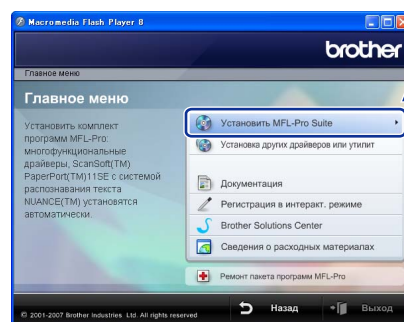 Macromedia Flash Player 8
brother
Главное меню
Главное меню
Установить комплект
программ MFL-Pro:
многофункциональные
драйверы, ScanSoft(TM)
PaperPort(TM)11SE с системой
распознавания текста
NUANCE(TM) установятся
автоматически.
Установить MFL-Pro Suite
Установка других драйверов или утилит
Документация
Регистрация в интеракт. режиме
Brother Solutions Center
Сведения о расходных материалах
Ремонт пакета программ MFL-Pro
© 2001-2007 Brother Industries. Ltd. All rights reserved
Назад
Выход